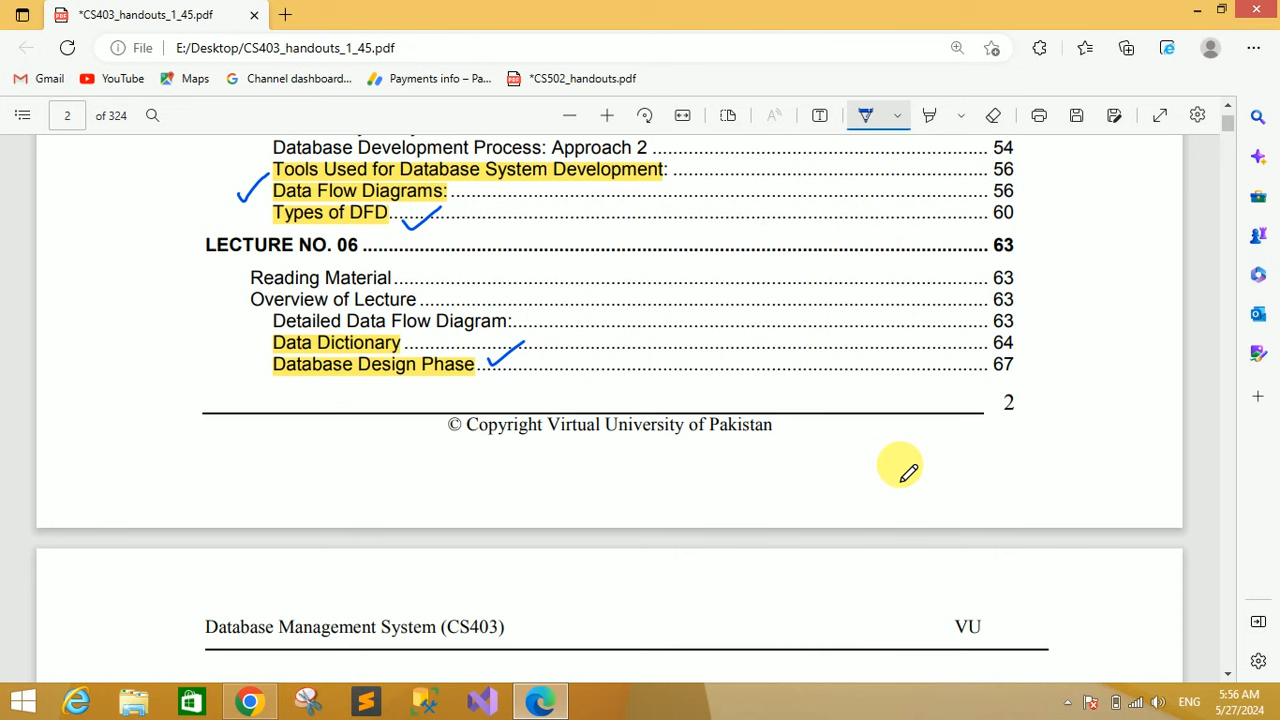 *CS403_handouts_1_45.pdf
File E:/Desktop/CS403_handouts_1_45.pdf
Gmail YouTube Maps Channel dashboard... Payments info – Pa... *CS502_handouts.pdf
2 of 324
Database Development Process: Approach 2 ........ 54
Tools Used for Database System Development: ........ 56
Data Flow Diagrams: ........ 56
Types of DFD ........ 60
LECTURE NO. 06 ........ 63
Reading Material ........ 63
Overview of Lecture ........ 63
Detailed Data Flow Diagram: ........ 63
Data Dictionary ........ 64
Database Design Phase ........ 67
2
© Copyright Virtual University of Pakistan
Database Management System (CS403) VU
ENG
5:56 AM
5/27/2024